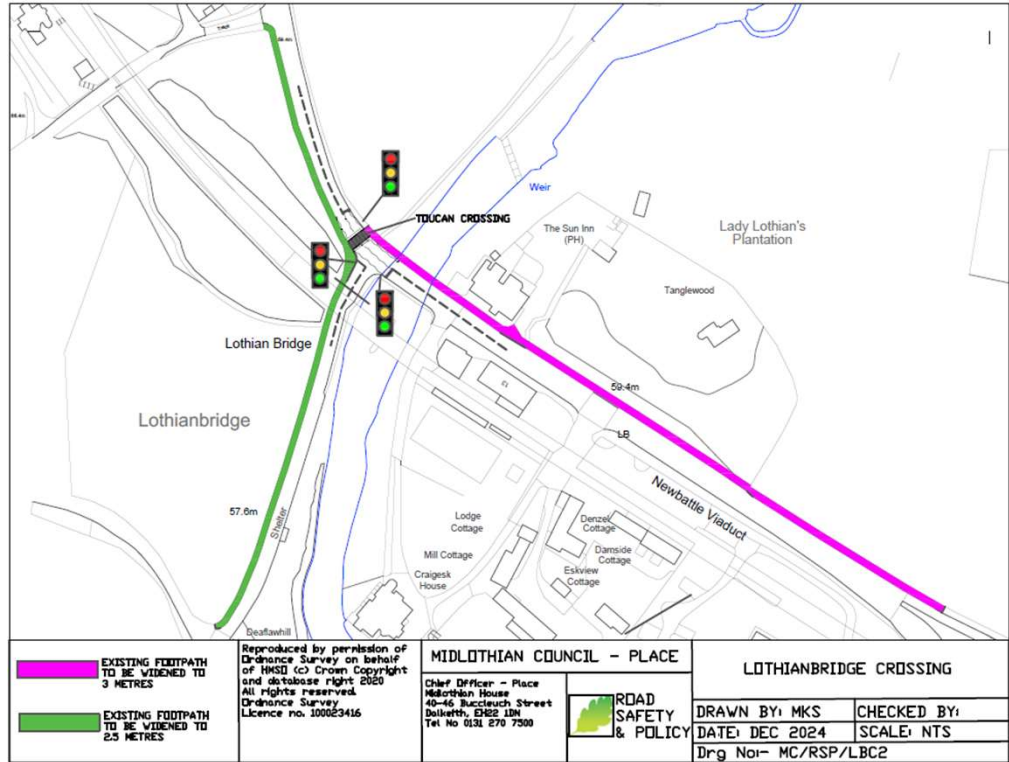 56.4m
Weir
TOUCAN CROSSING
The Sun Inn
(PH)
Lady Lothian's
Plantation
Tanglewood
Lothian Bridge
Lothianbridge
59.4m
LB
57.6m
Shelter
Newbattle Viaduct
Lodge
Cottage
Denzel
Cottage
Mill Cottage
Damside
Cottage
Craigesk
House
Eskview
Cottage
Deaflawhill
EXISTING FOOTPATH
TO BE WIDENED TO
3 METRES
EXISTING FOOTPATH
TO BE WIDENED TO
2.5 METRES
Reproduced by permission of
Ordnance Survey on behalf
of HMSO (c) Crown Copyright
and database right 2020
All rights reserved.
Ordnance Survey
Licence no. 100023416
MIDLOTHIAN COUNCIL - PLACE
Chief Officer - Place
Midlothian House
40-46 Buccleuch Street
Dalkeith, EH22 1DN
Tel No 0131 270 7500
ROAD
SAFETY
& POLICY
LOTHIANBRIDGE CROSSING
DRAWN BY: MKS
CHECKED BY:
DATE: DEC 2024
SCALE: NTS
Drg No:- MC/RSP/LBC2